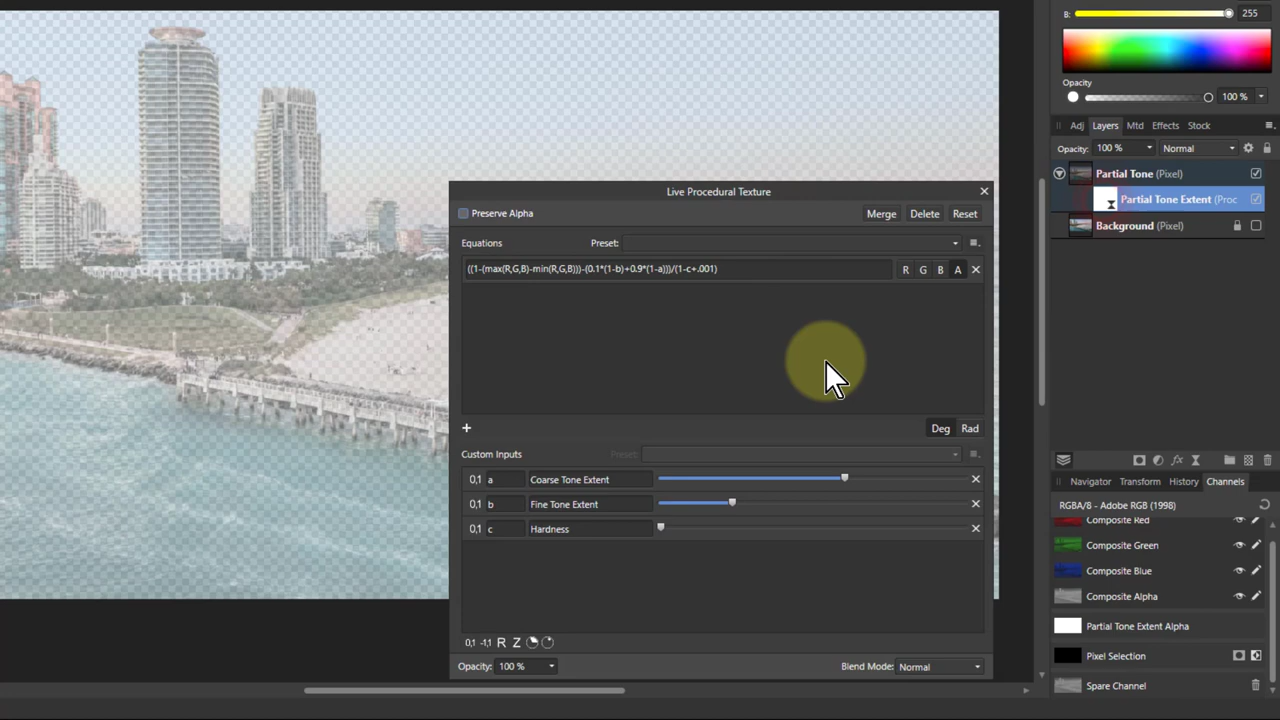 B: 255
Opacity
100 %
Adj Layers Mtd Effects Stock
Opacity: 100 % Normal
Partial Tone (Pixel)
Partial Tone Extent (Proc
Background (Pixel)
Live Procedural Texture
Preserve Alpha Merge Delete Reset
Equations Preset:
((1-(max(R,G,B)-min(R,G,B)))-(0.1*(1-b)+0.9*(1-a)))/(1-c+.001) R G B A
Deg Rad
Custom Inputs Preset:
0,1 a Coarse Tone Extent
0,1 b Fine Tone Extent
0,1 c Hardness
0,1 -1,1 R Z
Opacity: 100 % Blend Mode: Normal
Navigator Transform History Channels
RGBA/8 - Adobe RGB (1998)
Composite Red
Composite Green
Composite Blue
Composite Alpha
Partial Tone Extent Alpha
Pixel Selection
Spare Channel